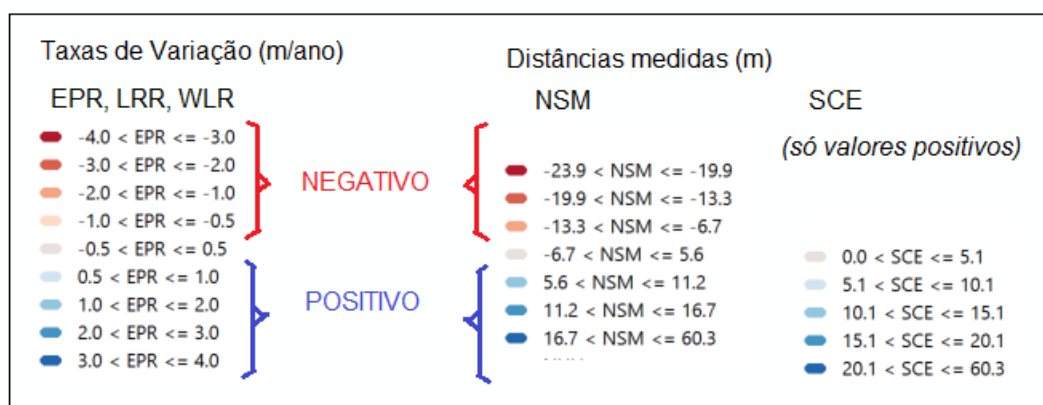 Taxas de Variação (m/ano)
EPR, LRR, WLR
-4.0 < EPR <= -3.0
-3.0 < EPR <= -2.0
-2.0 < EPR <= -1.0
-1.0 < EPR <= -0.5
-0.5 < EPR <= 0.5
0.5 < EPR <= 1.0
1.0 < EPR <= 2.0
2.0 < EPR <= 3.0
3.0 < EPR <= 4.0
NEGATIVO
POSITIVO
Distâncias medidas (m)
NSM
-23.9 < NSM <= -19.9
-19.9 < NSM <= -13.3
-13.3 < NSM <= -6.7
-6.7 < NSM <= 5.6
5.6 < NSM <= 11.2
11.2 < NSM <= 16.7
16.7 < NSM <= 60.3
SCE
(só valores positivos)
0.0 < SCE <= 5.1
5.1 < SCE <= 10.1
10.1 < SCE <= 15.1
15.1 < SCE <= 20.1
20.1 < SCE <= 60.3